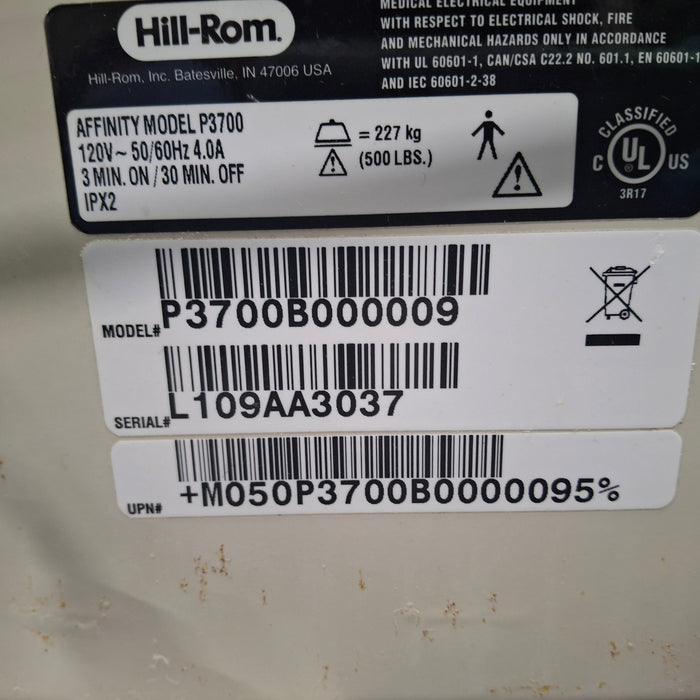 Hill-Rom.
Hill-Rom, Inc. Batesville, IN 47006 USA
MEDICAL ELECTRICAL EQUIPMENT
WITH RESPECT TO ELECTRICAL SHOCK, FIRE
AND MECHANICAL HAZARDS ONLY IN ACCORDANCE
WITH UL 60601-1, CAN/CSA C22.2 NO. 601.1, EN 60601-1
AND IEC 60601-2-38
AFFINITY MODEL P3700
120V~ 50/60Hz 4.0A
3 MIN. ON / 30 MIN. OFF
IPX2
= 227 kg
(500 LBS.)
CLASSIFIED
C UL ® US
3R17
MODEL# P3700B000009
SERIAL# L109AA3037
UPN# +M050P3700B0000095%